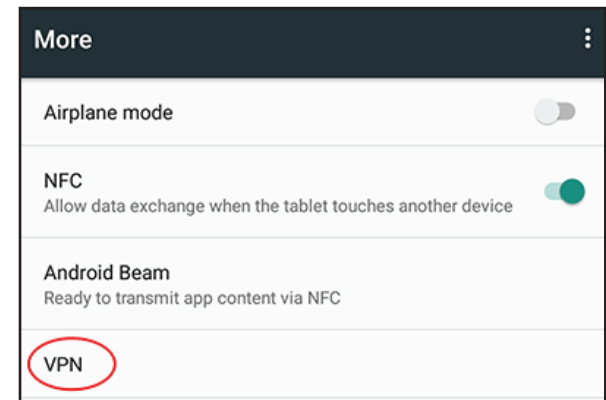 More
Airplane mode
NFC
Allow data exchange when the tablet touches another device
Android Beam
Ready to transmit app content via NFC
VPN